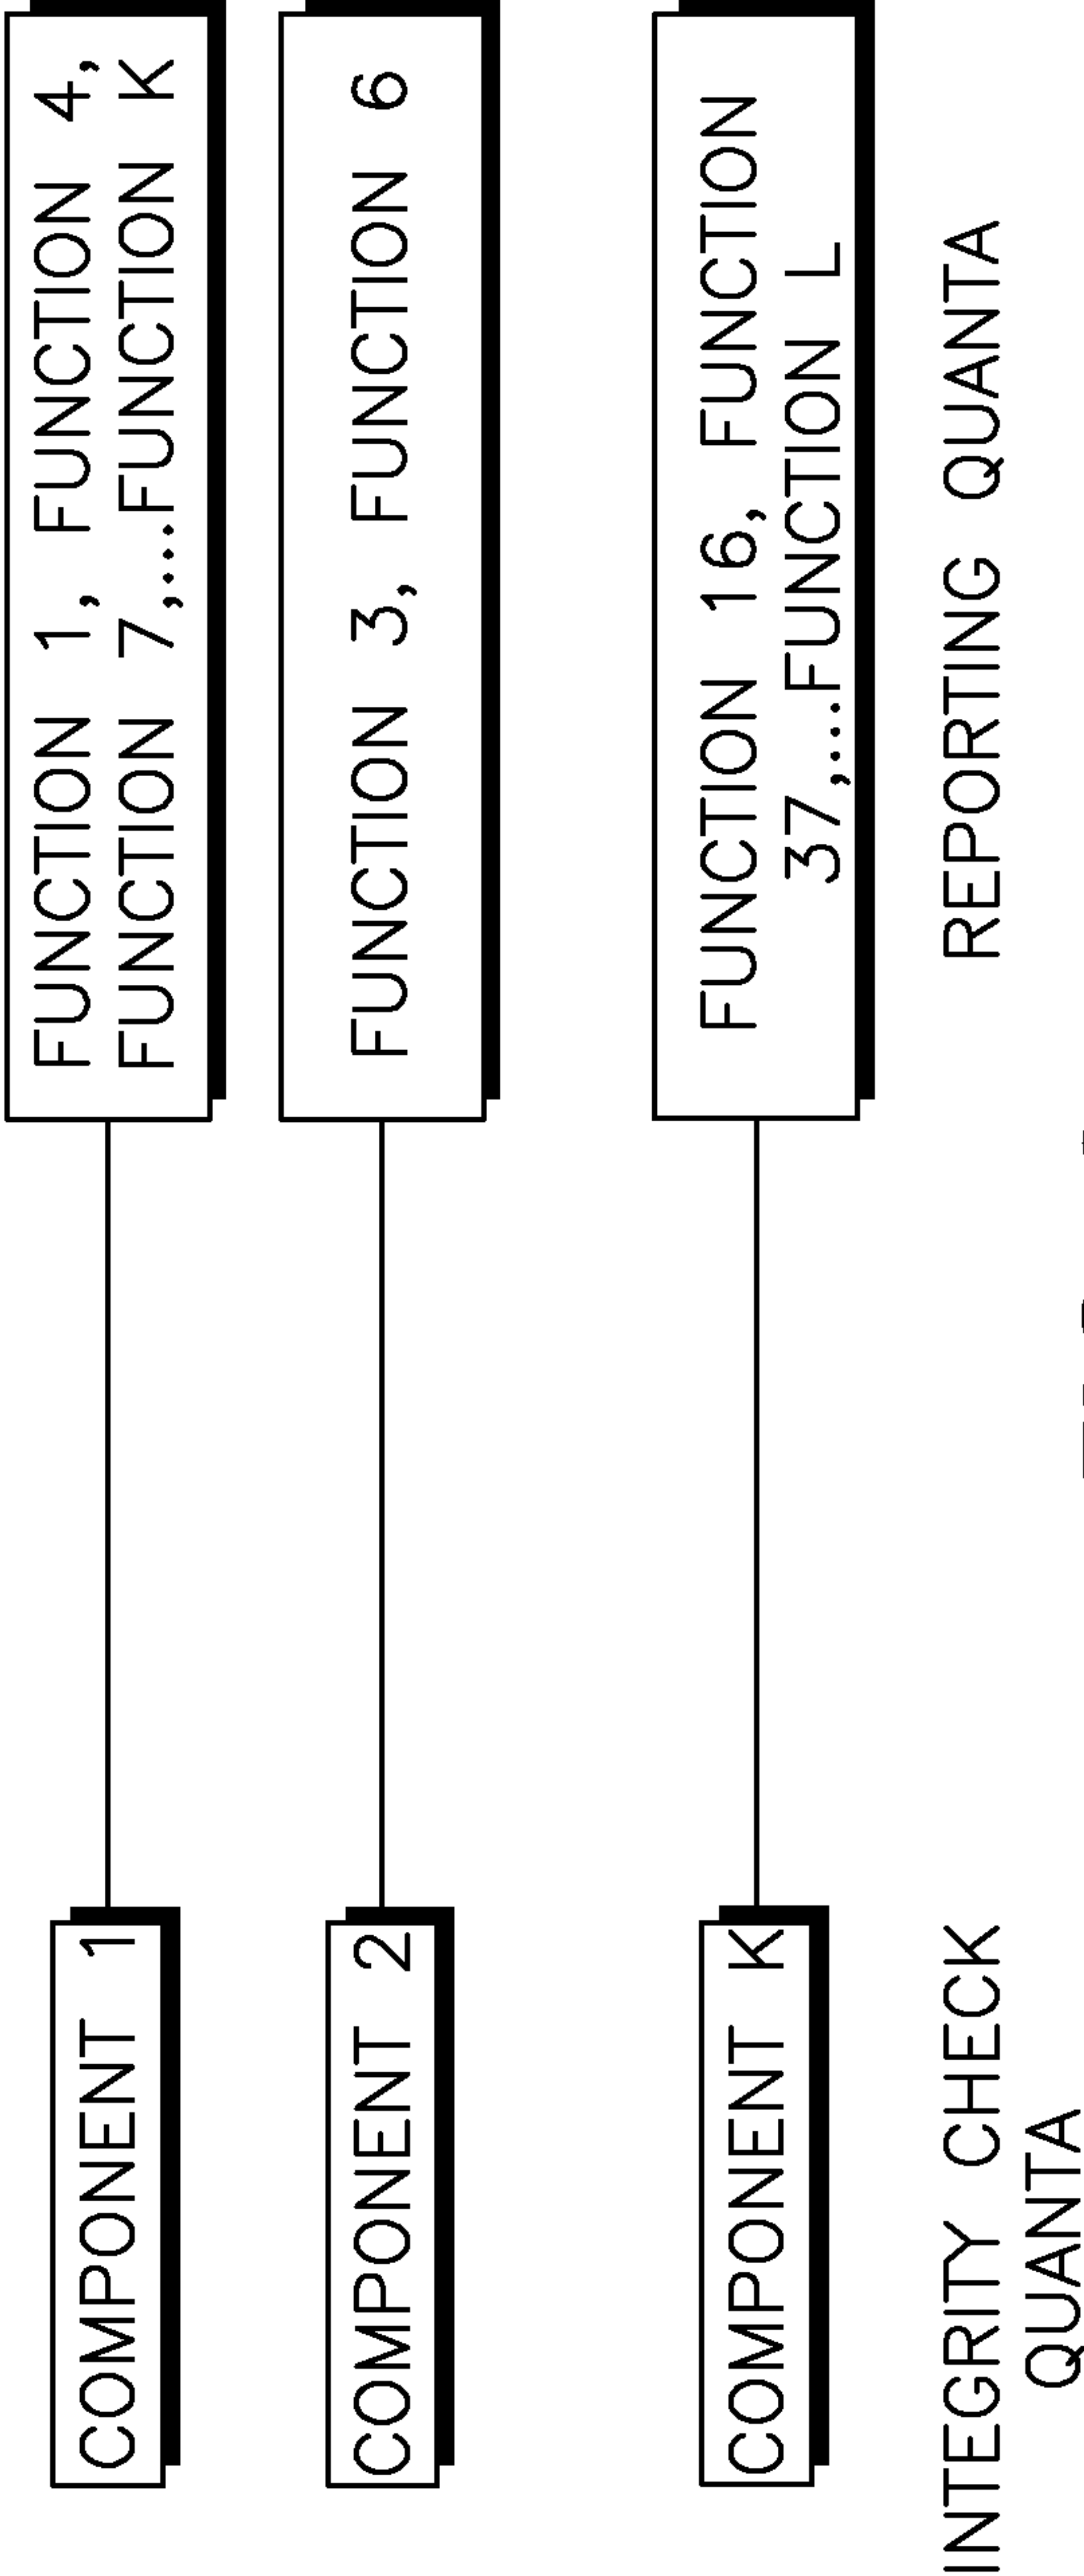 COMPONENT 1
FUNCTION 1, FUNCTION 4,
FUNCTION 7,...FUNCTION K
COMPONENT 2
FUNCTION 3, FUNCTION 6
COMPONENT K
FUNCTION 16, FUNCTION
37,...FUNCTION L
INTEGRITY CHECK
QUANTA
REPORTING QUANTA